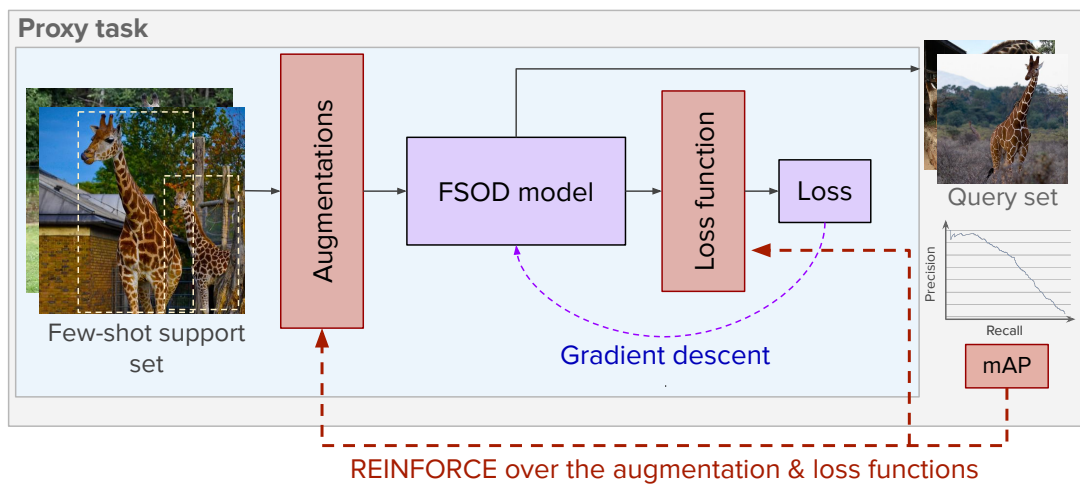 Proxy task
Augmentations
FSOD model
Loss function
Loss
Query set
Precision
Recall
Few-shot support
set
Gradient descent
mAP
REINFORCE over the augmentation & loss functions